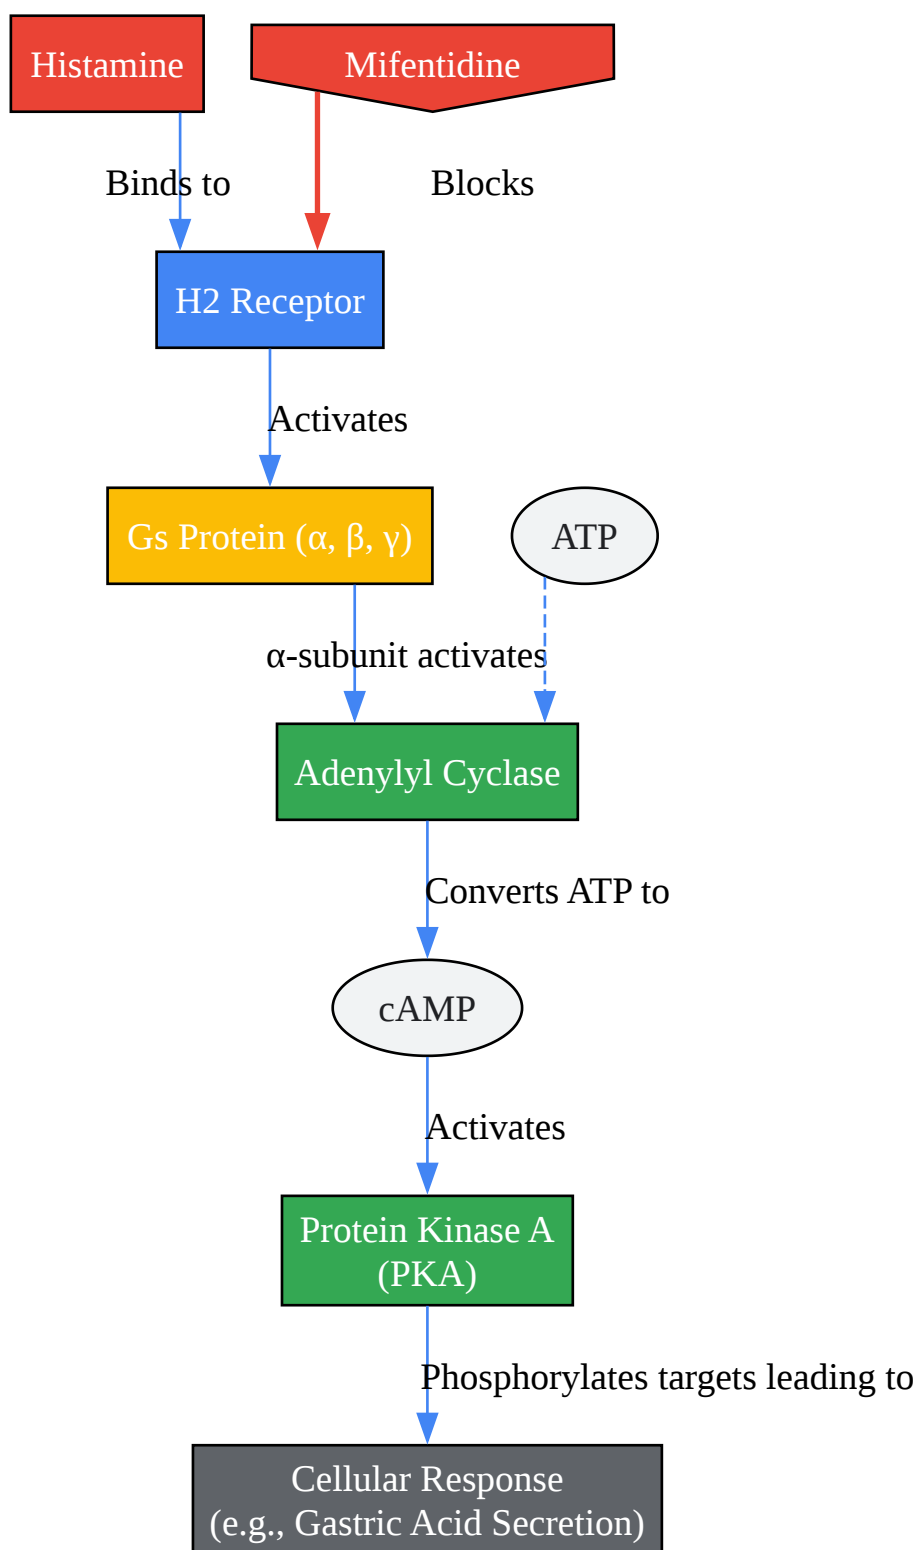 Histamine
Mifentidine
Binds to
Blocks
H2 Receptor
Activates
Gs Protein (α, β, γ)
ATP
α-subunit activates
Adenylyl Cyclase
Converts ATP to
cAMP
Activates
Protein Kinase A
(PKA)
Phosphorylates targets leading to
Cellular Response
(e.g., Gastric Acid Secretion)